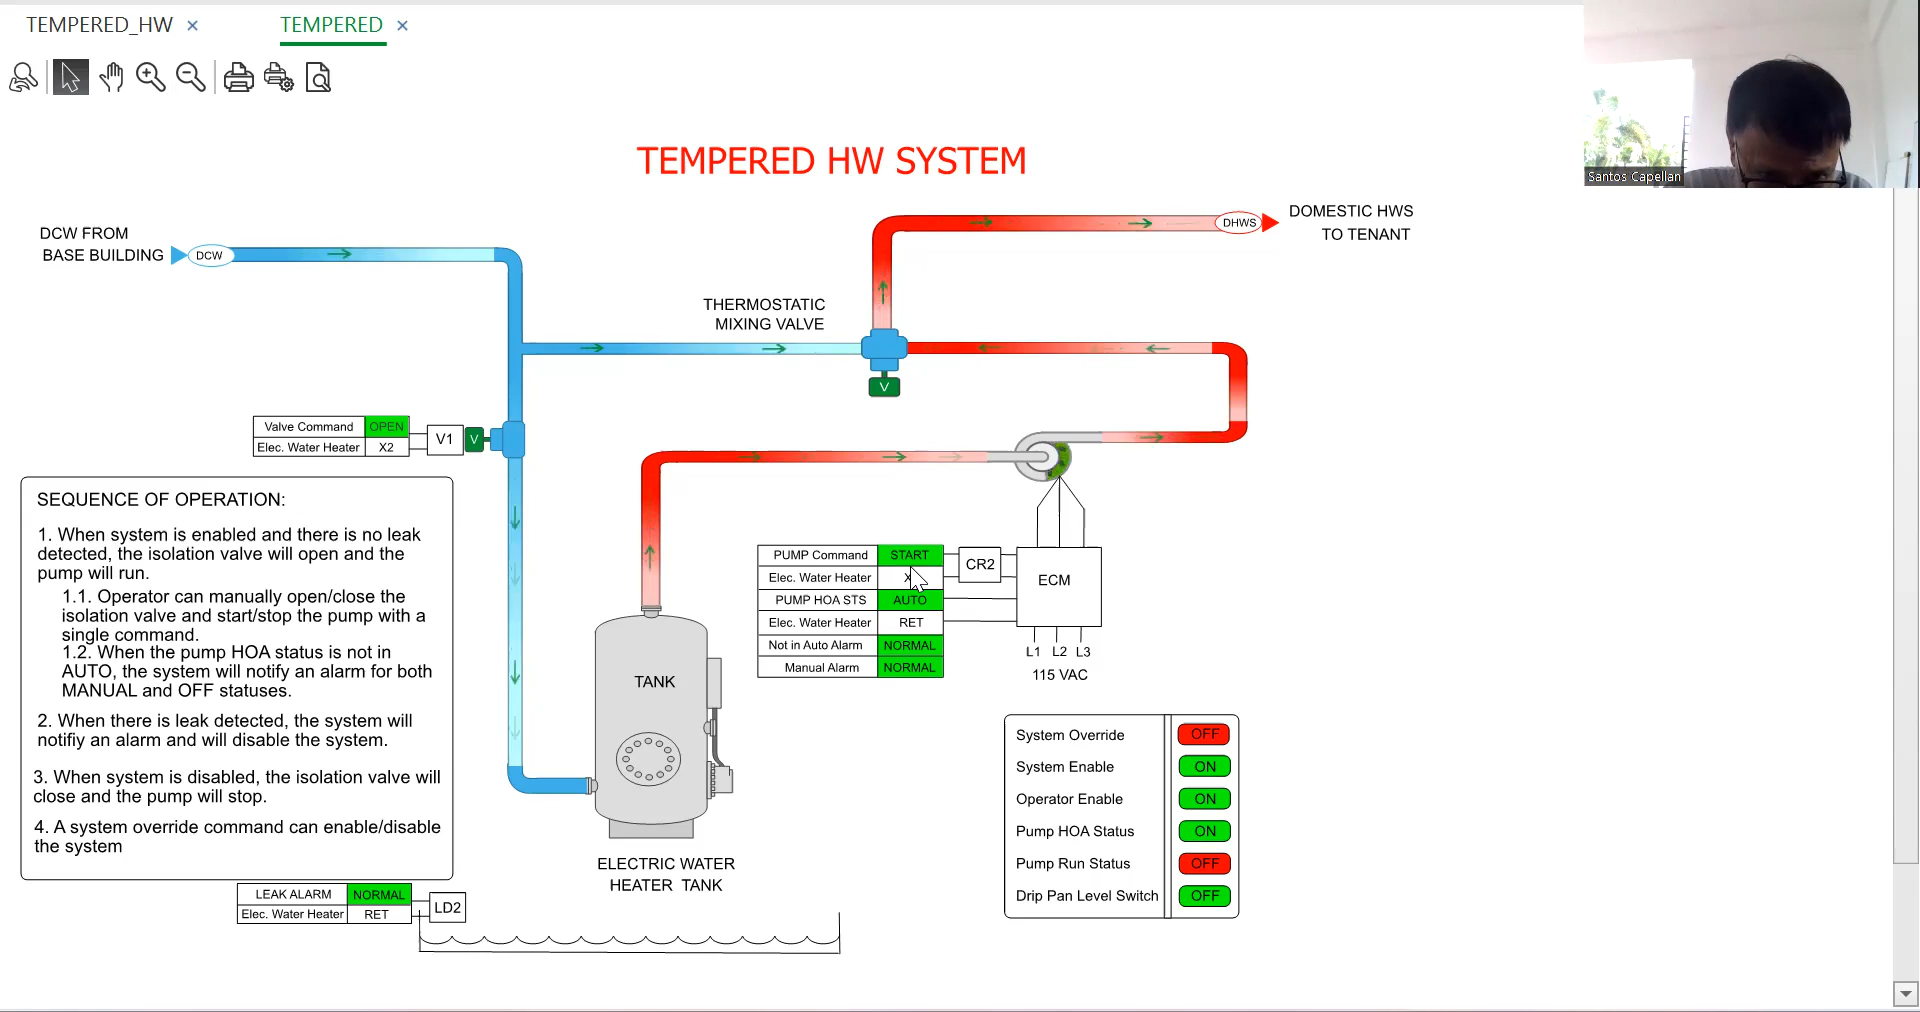 TEMPERED_HW ×
TEMPERED ×
Santos Capellan
TEMPERED HW SYSTEM
DCW FROM
BASE BUILDING
DCW
DHWS
DOMESTIC HWS
TO TENANT
THERMOSTATIC
MIXING VALVE
V
Valve Command OPEN
Elec. Water Heater X2
V1
V
SEQUENCE OF OPERATION:
1. When system is enabled and there is no leak
detected, the isolation valve will open and the
pump will run.
1.1. Operator can manually open/close the
isolation valve and start/stop the pump with a
single command.
1.2. When the pump HOA status is not in
AUTO, the system will notify an alarm for both
MANUAL and OFF statuses.
2. When there is leak detected, the system will
notifiy an alarm and will disable the system.
3. When system is disabled, the isolation valve will
close and the pump will stop.
4. A system override command can enable/disable
the system
PUMP Command START
Elec. Water Heater
PUMP HOA STS AUTO
Elec. Water Heater RET
Not in Auto Alarm NORMAL
Manual Alarm NORMAL
CR2
ECM
L1 L2 L3
115 VAC
TANK
ELECTRIC WATER
HEATER TANK
System Override OFF
System Enable ON
Operator Enable ON
Pump HOA Status ON
Pump Run Status OFF
Drip Pan Level Switch OFF
LEAK ALARM NORMAL
Elec. Water Heater RET
LD2